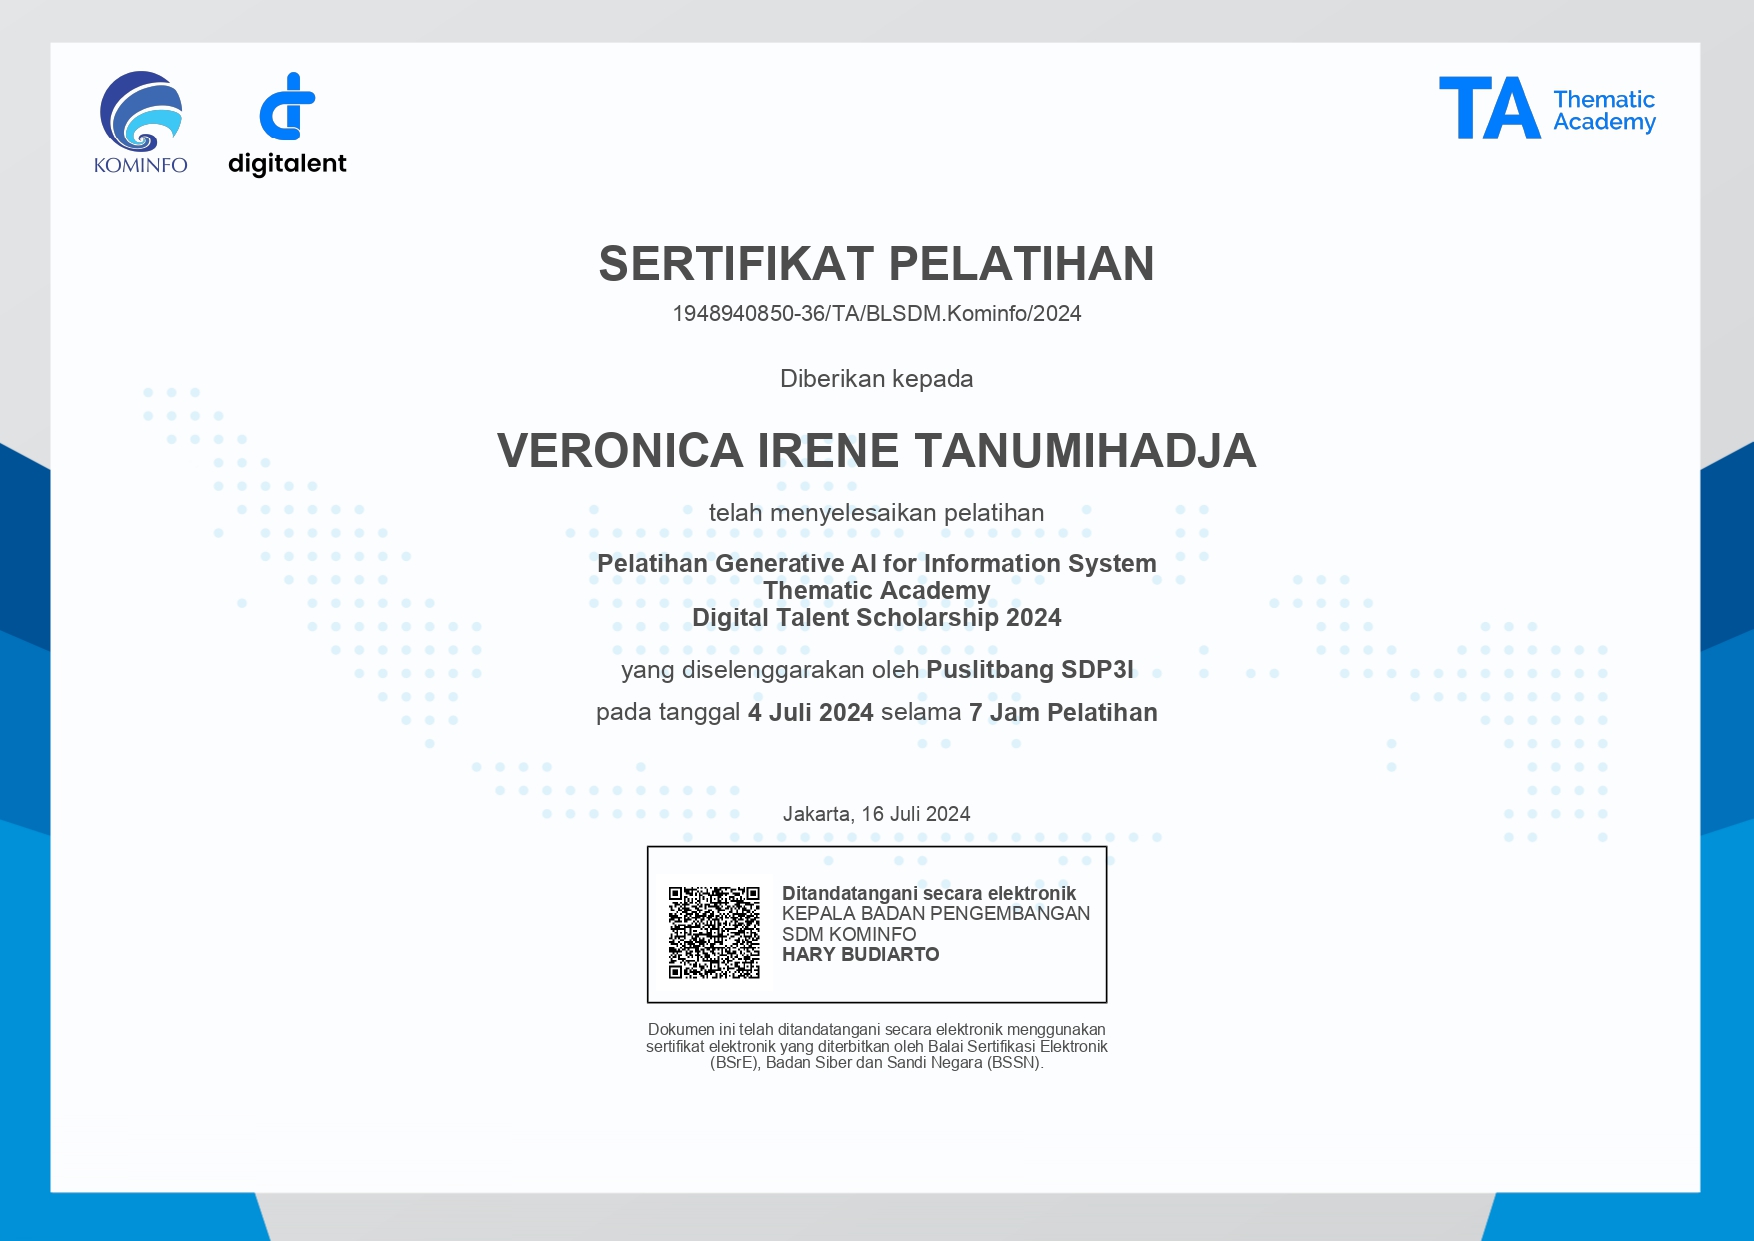 KOMINFO
digitalent
TA Thematic
Academy
SERTIFIKAT PELATIHAN
1948940850-36/TA/BLSDM.Kominfo/2024
Diberikan kepada
VERONICA IRENE TANUMIHADJA
telah menyelesaikan pelatihan
Pelatihan Generative AI for Information System
Thematic Academy
Digital Talent Scholarship 2024
yang diselenggarakan oleh Puslitbang SDP3I
pada tanggal 4 Juli 2024 selama 7 Jam Pelatihan
Jakarta, 16 Juli 2024
Ditandatangani secara elektronik
KEPALA BADAN PENGEMBANGAN
SDM KOMINFO
HARY BUDIARTO
Dokumen ini telah ditandatangani secara elektronik menggunakan
sertifikat elektronik yang diterbitkan oleh Balai Sertifikasi Elektronik
(BSrE), Badan Siber dan Sandi Negara (BSSN).